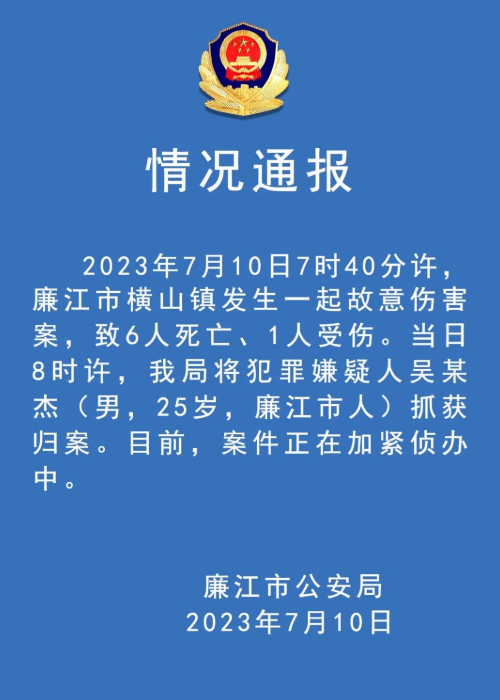 情况通报
2023年7月10日7时40分许，
廉江市横山镇发生一起故意伤害
案，致6人死亡、1人受伤。当日
8时许，我局将犯罪嫌疑人吴某
杰（男，25岁，廉江市人）抓获
归案。目前，案件正在加紧侦办
中。
廉江市公安局
2023年7月10日